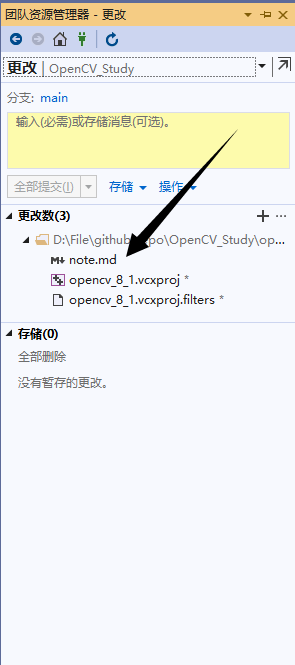 团队资源管理器 - 更改
更改 | OpenCV_Study
分支: main
输入(必需)或存储消息(可选)。
全部提交(I) 存储 操作
更改数(3)
D:\File\github
po\OpenCV_Study\op...
note.md
opencv_8_1.vcxproj *
opencv_8_1.vcxproj.filters *
存储(0)
全部删除
没有暂存的更改。